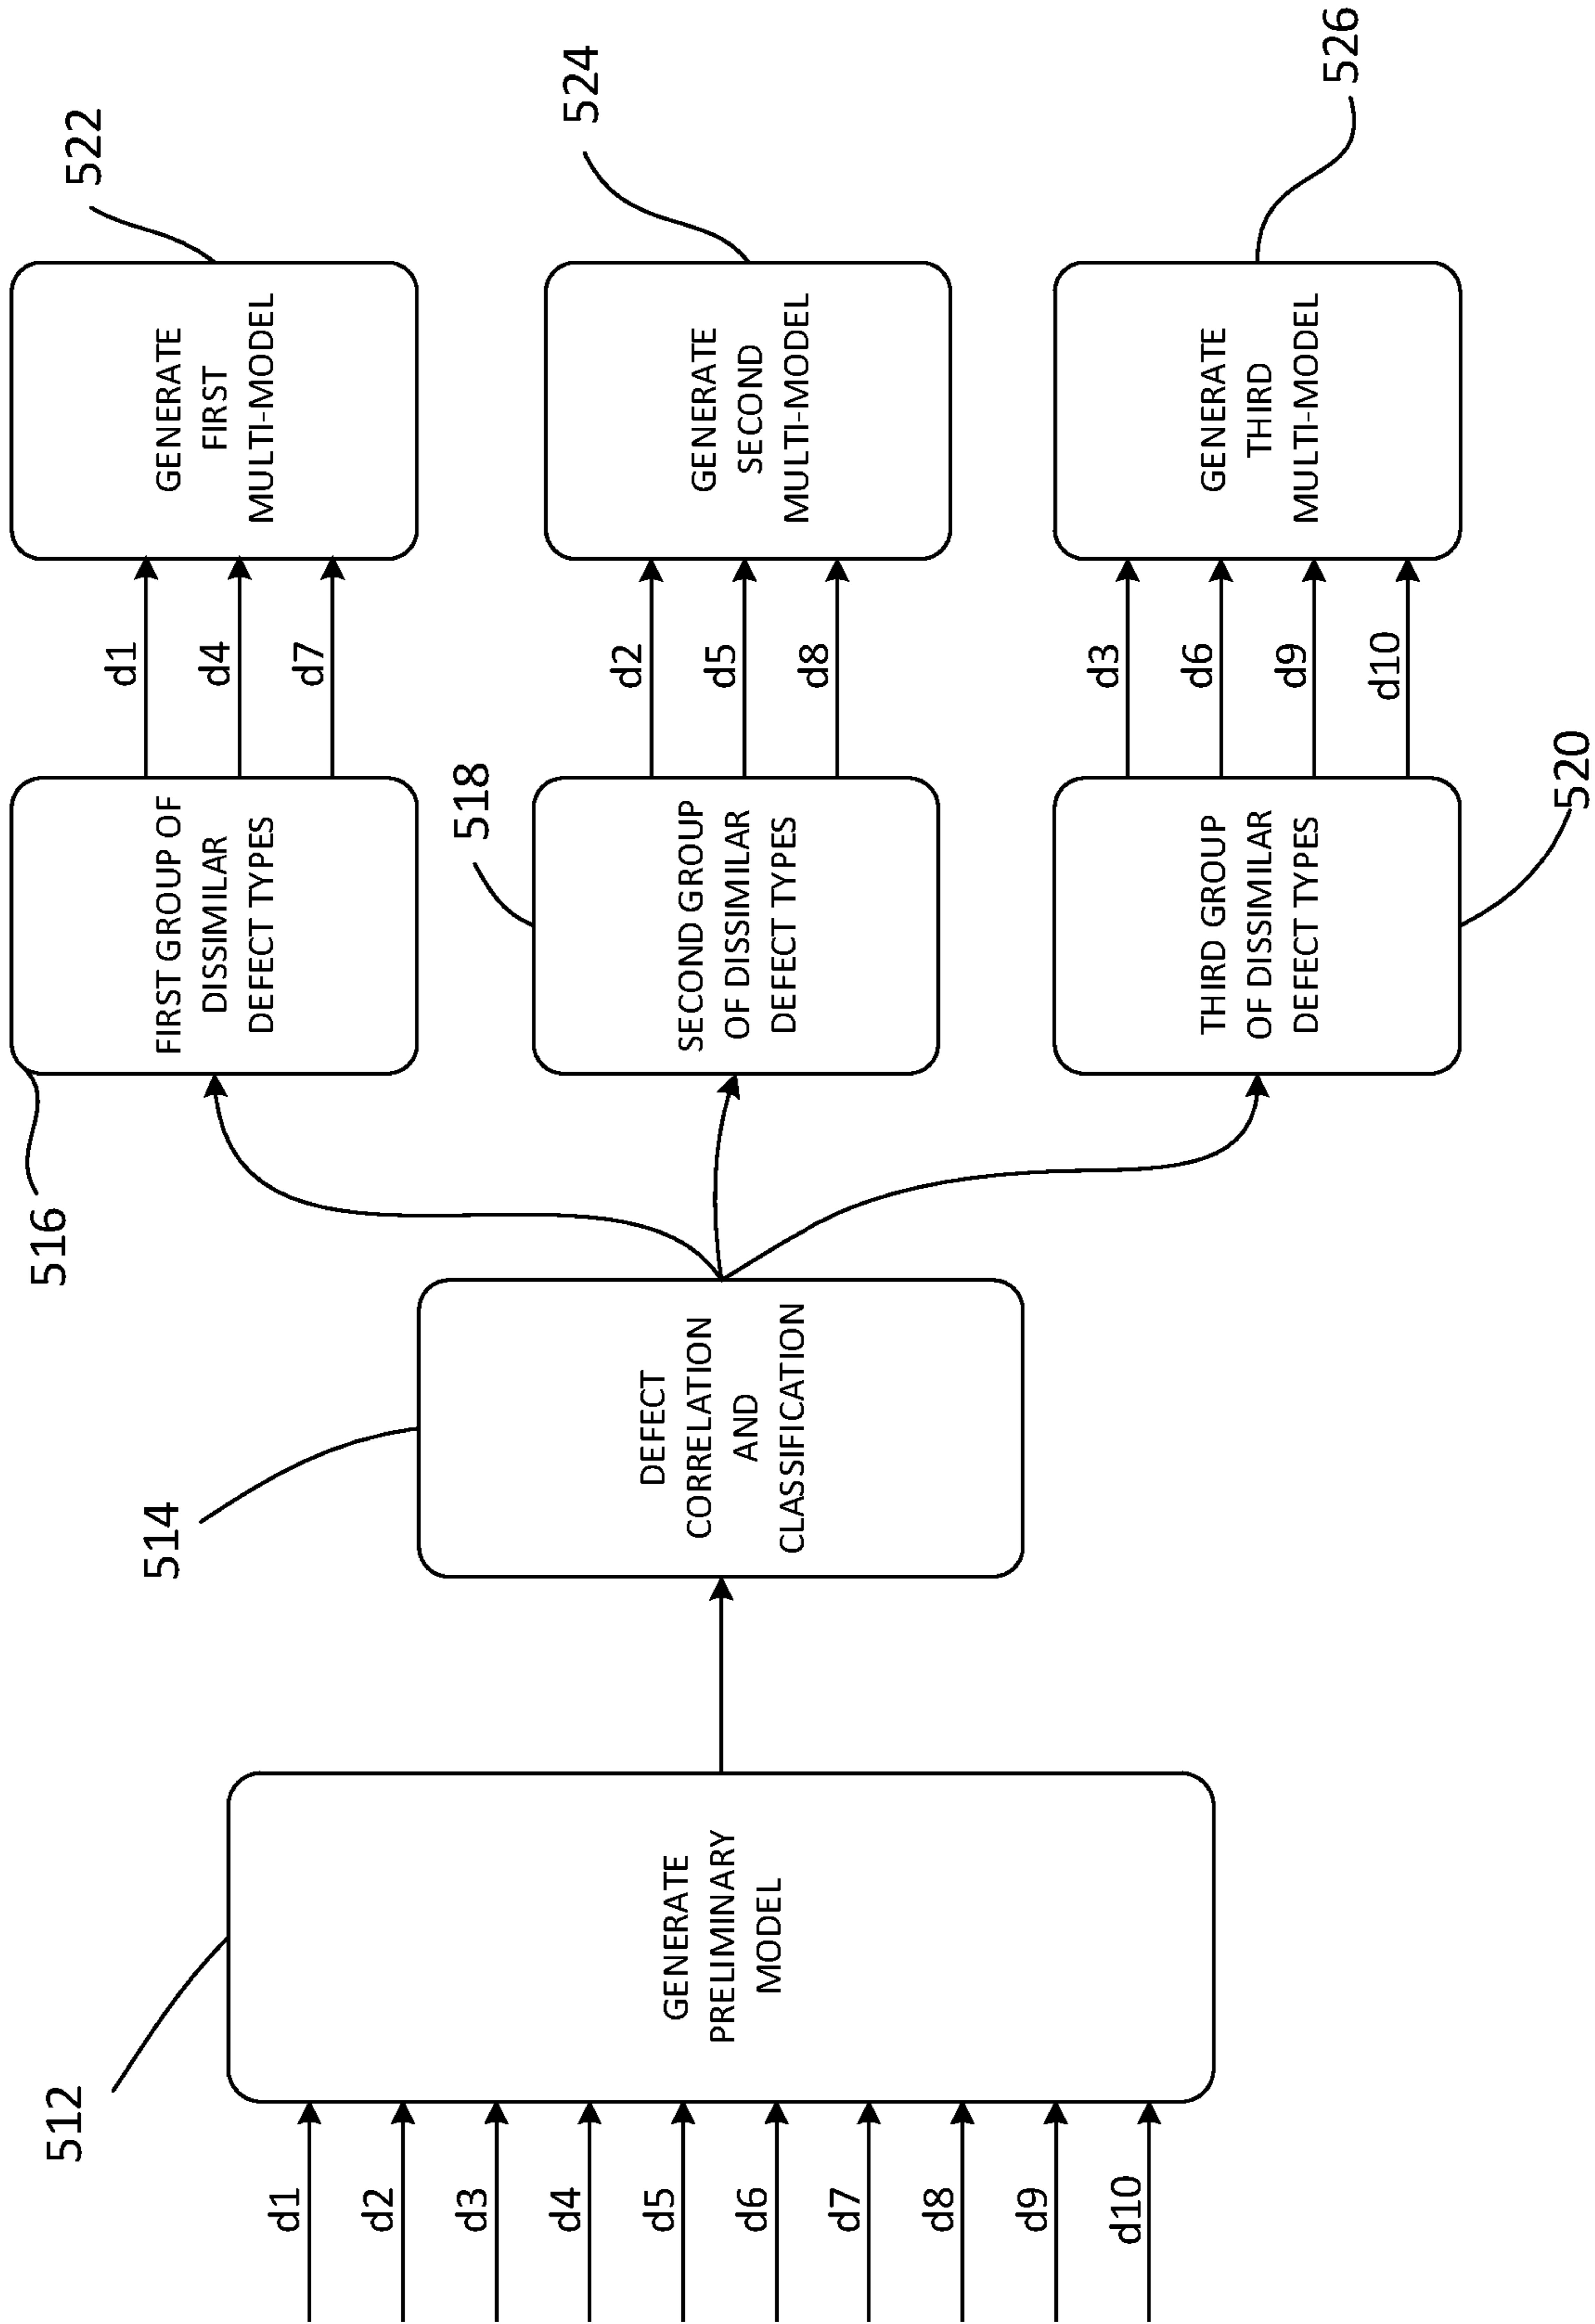 d1
d2
d3
d4
d5
d6
d7
d8
d9
d10
512
GENERATE
PRELIMINARY
MODEL
514
DEFECT
CORRELATION
AND
CLASSIFICATION
516
FIRST GROUP OF
DISSIMILAR
DEFECT TYPES
d1
d4
d7
522
GENERATE
FIRST
MULTI-MODEL
518
SECOND GROUP
OF DISSIMILAR
DEFECT TYPES
d2
d5
d8
524
GENERATE
SECOND
MULTI-MODEL
520
THIRD GROUP
OF DISSIMILAR
DEFECT TYPES
d3
d6
d9
d10
526
GENERATE
THIRD
MULTI-MODEL